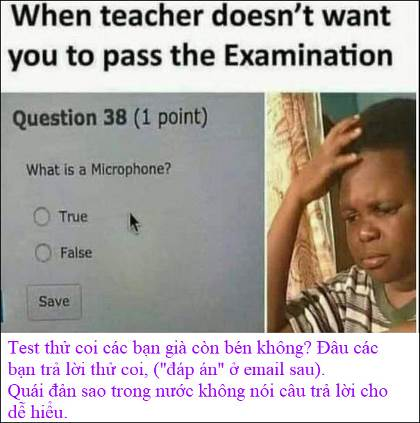 When teacher doesn't want
you to pass the Examination
Question 38 (1 point)
What is a Microphone?
True
False
Save
Test thử coi các bạn già còn bén không? Đâu các
bạn trả lời thử coi, ("đáp án" ở email sau).
Quái đản sao trong nước không nói câu trả lời cho
dễ hiểu.